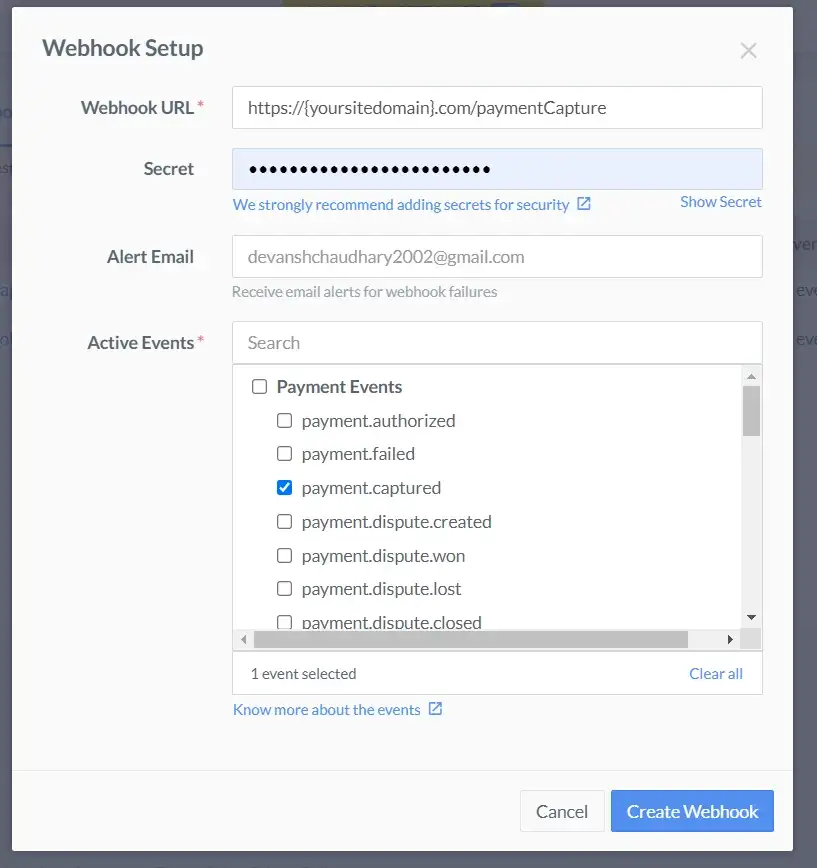 Webhook Setup
Webhook URL*
https://{yoursitedomain}.com/paymentCapture
Secret
••••••••••••••••••••••••
We strongly recommend adding secrets for security
Show Secret
Alert Email
devanshchaudhary2002@gmail.com
Receive email alerts for webhook failures
Active Events*
Search
Payment Events
payment.authorized
payment.failed
payment.captured
payment.dispute.created
payment.dispute.won
payment.dispute.lost
payment.dispute.closed
1 event selected
Clear all
Know more about the events
Cancel
Create Webhook